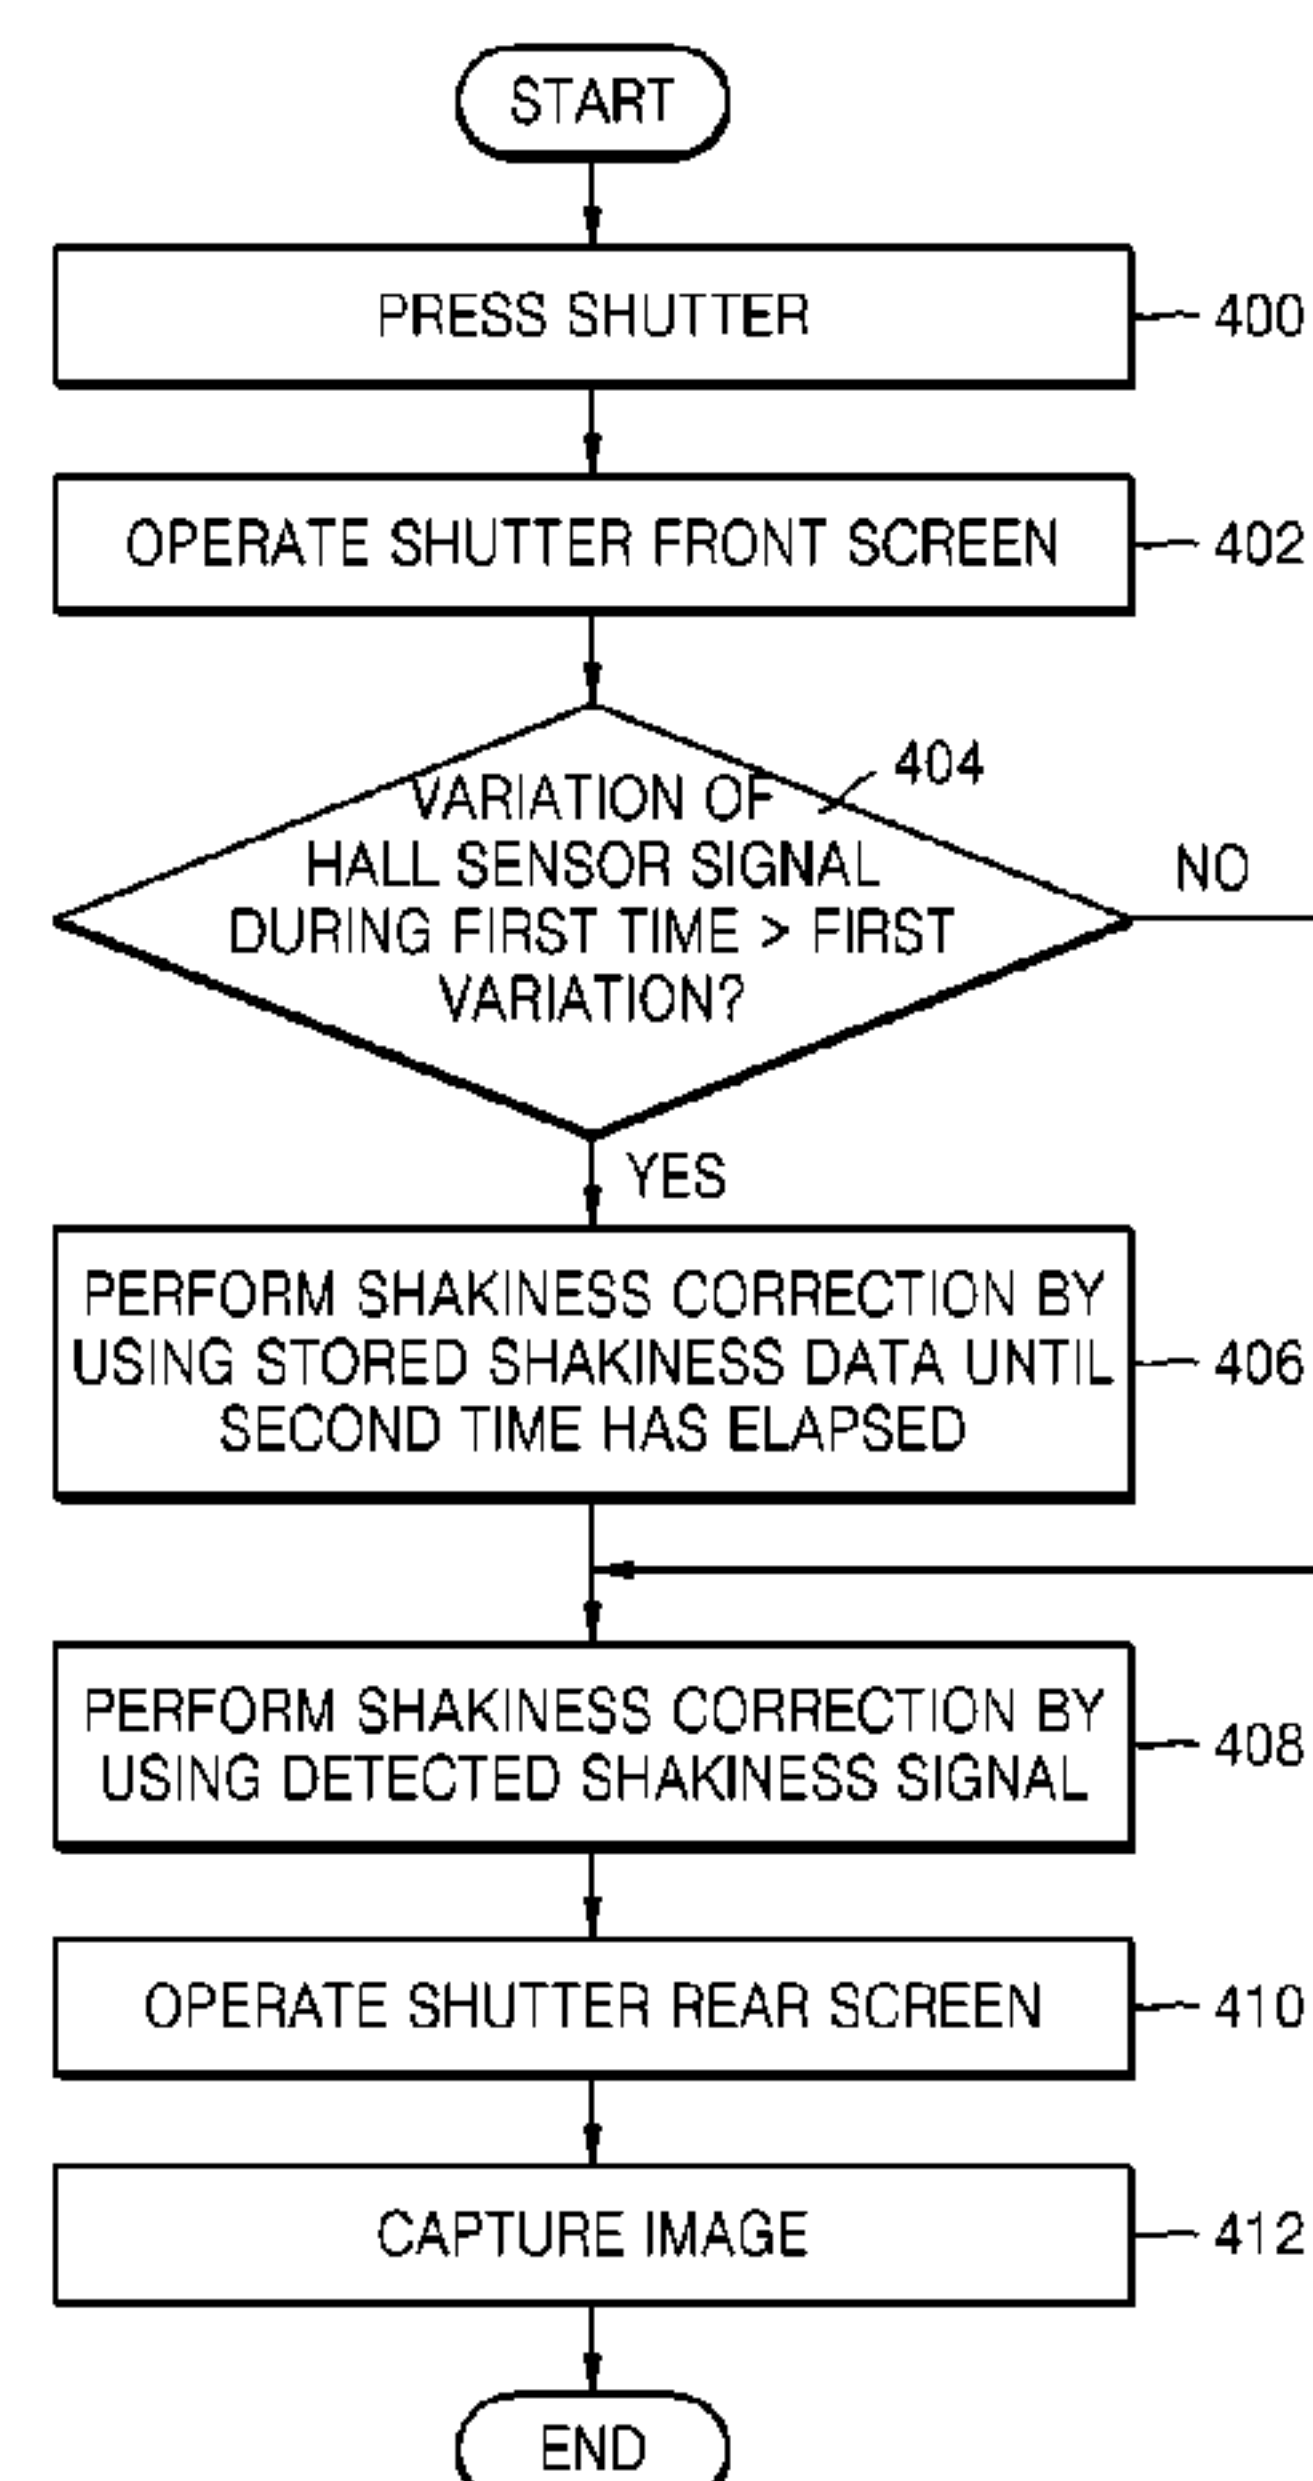 START
PRESS SHUTTER
400
OPERATE SHUTTER FRONT SCREEN
402
404
VARIATION OF
HALL SENSOR SIGNAL
DURING FIRST TIME > FIRST
VARIATION?
NO
YES
PERFORM SHAKINESS CORRECTION BY
USING STORED SHAKINESS DATA UNTIL
SECOND TIME HAS ELAPSED
406
PERFORM SHAKINESS CORRECTION BY
USING DETECTED SHAKINESS SIGNAL
408
OPERATE SHUTTER REAR SCREEN
410
CAPTURE IMAGE
412
END